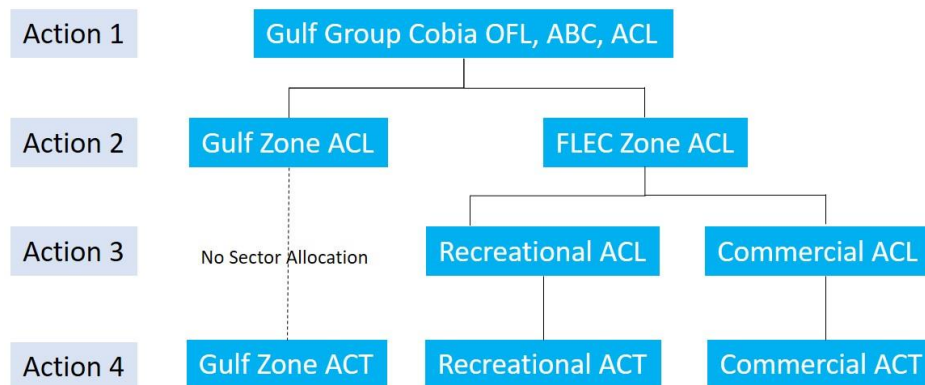 Action 1
Gulf Group Cobia OFL, ABC, ACL
Action 2
Gulf Zone ACL
FLEC Zone ACL
Action 3
No Sector Allocation
Recreational ACL
Commercial ACL
Action 4
Gulf Zone ACT
Recreational ACT
Commercial ACT